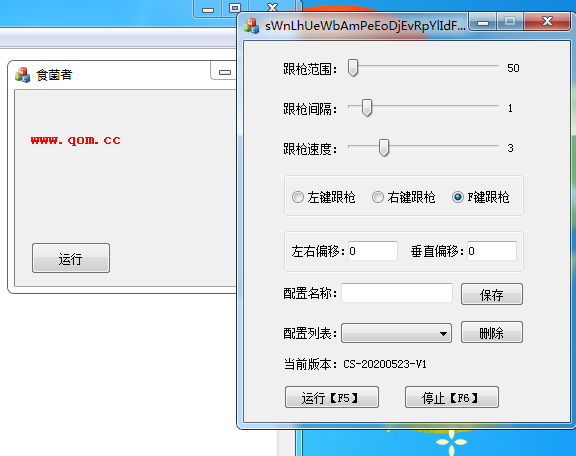 sWnLhUeWbAmPeEoDjEvRpYlIdF...
食菌者
www.qom.cc
运行
跟枪范围: 50
跟枪间隔: 1
跟枪速度: 3
左键跟枪 右键跟枪 F键跟枪
左右偏移: 0 垂直偏移: 0
配置名称: 保存
配置列表: 删除
当前版本: CS-20200523-V1
运行【F5】 停止【F6】